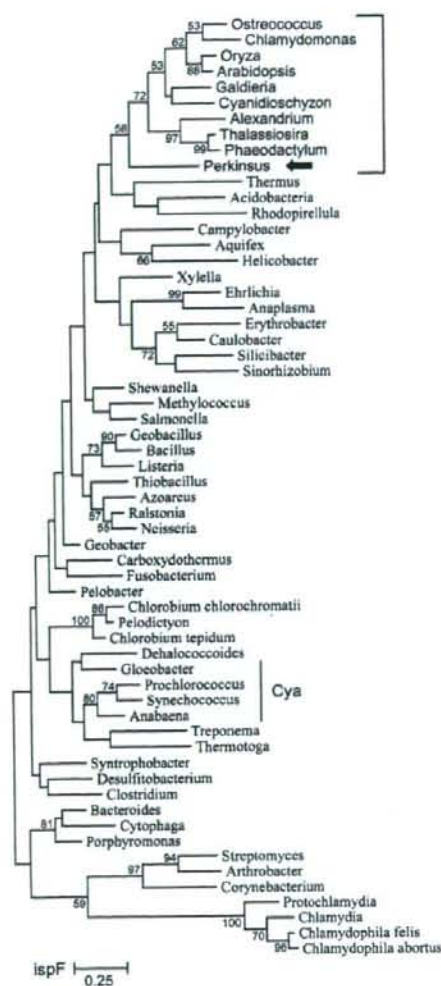 53 Ostreococcus
Chlamydomonas
62
Oryza
53 88 Arabidopsis
Galdieria
72 Cyanidioschyzon
Alexandrium
97 Thalassiosira
58 99 Phaeodactylum
Perkinsus
Thermus
Acidobacteria
Rhodopirellula
Campylobacter
Aquifex
66 Helicobacter
Xylella
99 Ehrlichia
Anaplasma
55 Erythrobacter
Caulobacter
72 Silicibacter
Sinorhizobium
Shewanella
Methylococcus
Salmonella
90 Geobacillus
73 Bacillus
Listeria
Thiobacillus
Azoarcus
57 Ralstonia
55 Neisseria
Geobacter
Carboxydothermus
Fusobacterium
Pelobacter
86 Chlorobium chlorochromatii
100 Pelodictyon
Chlorobium tepidum
Dehalococcoides
Gloeobacter
74 Prochlorococcus
Cya
80 Synechococcus
Anabaena
Treponema
Thermotoga
Syntrophobacter
Desulfitobacterium
Clostridium
Bacteroides
81 Cytophaga
Porphyromonas
94 Streptomyces
97 Arthrobacter
Corynebacterium
59 Protochlamydia
100 Chlamydia
70 Chlamydophila felis
96 Chlamydophila abortus
ispF
0.25